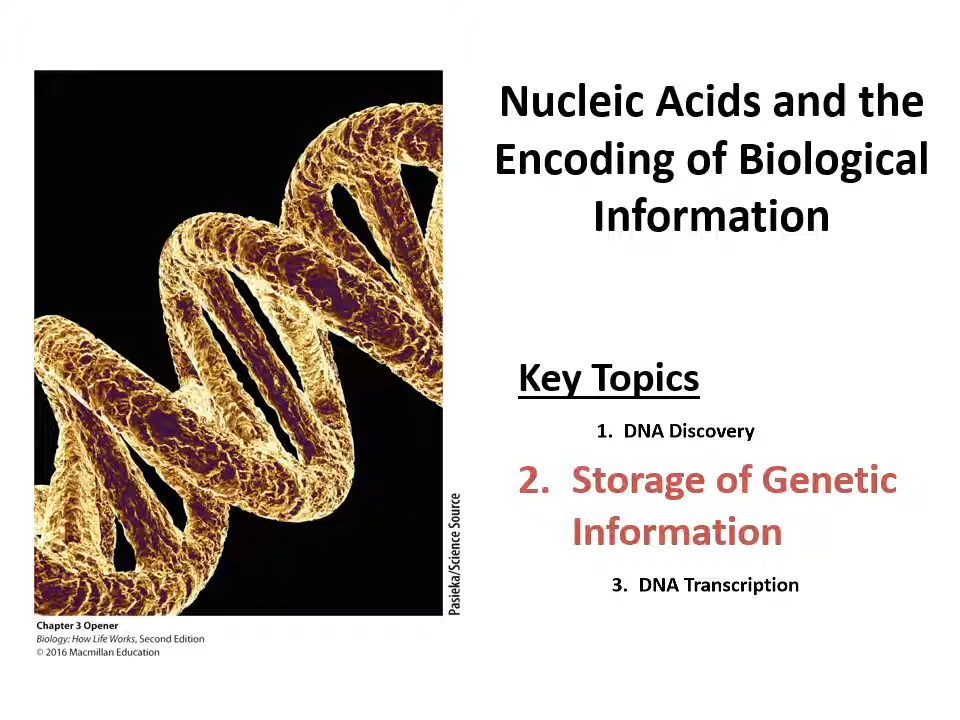 Nucleic Acids and the
Encoding of Biological
Information
Key Topics
1. DNA Discovery
2. Storage of Genetic
Information
3. DNA Transcription
Pasieka/Science Source
Chapter 3 Opener
Biology: How Life Works, Second Edition
© 2016 Macmillan Education